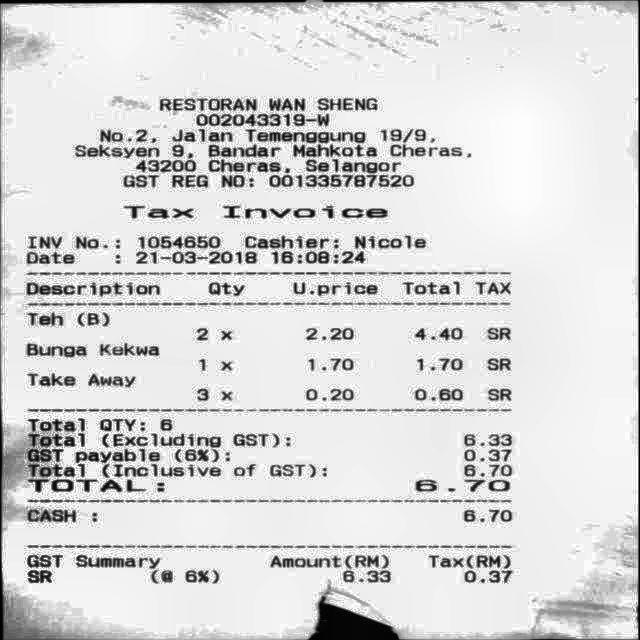 RESTORAN WAN SHENG
002043319-W
No.2, Jalan Temenggung 19/9,
Seksyen 9, Bandar Mahkota Cheras,
43200 Cheras, Selangor
GST REG NO: 001335787520
Tax Invoice
INV No.: 1054650 Cashier: Nicole
Date : 21-03-2018 16:08:24
Description Qty U.price Total TAX
Teh (B)
2 x 2.20 4.40 SR
Bunga Kekwa
1 x 1.70 1.70 SR
Take Away
3 x 0.20 0.60 SR
Total QTY: 6
Total (Excluding GST): 6.33
GST payable (6%): 0.37
Total (Inclusive of GST): 6.70
TOTAL: 6.70
CASH : 6.70
GST Summary Amount(RM) Tax(RM)
SR (@ 6%) 6.33 0.37